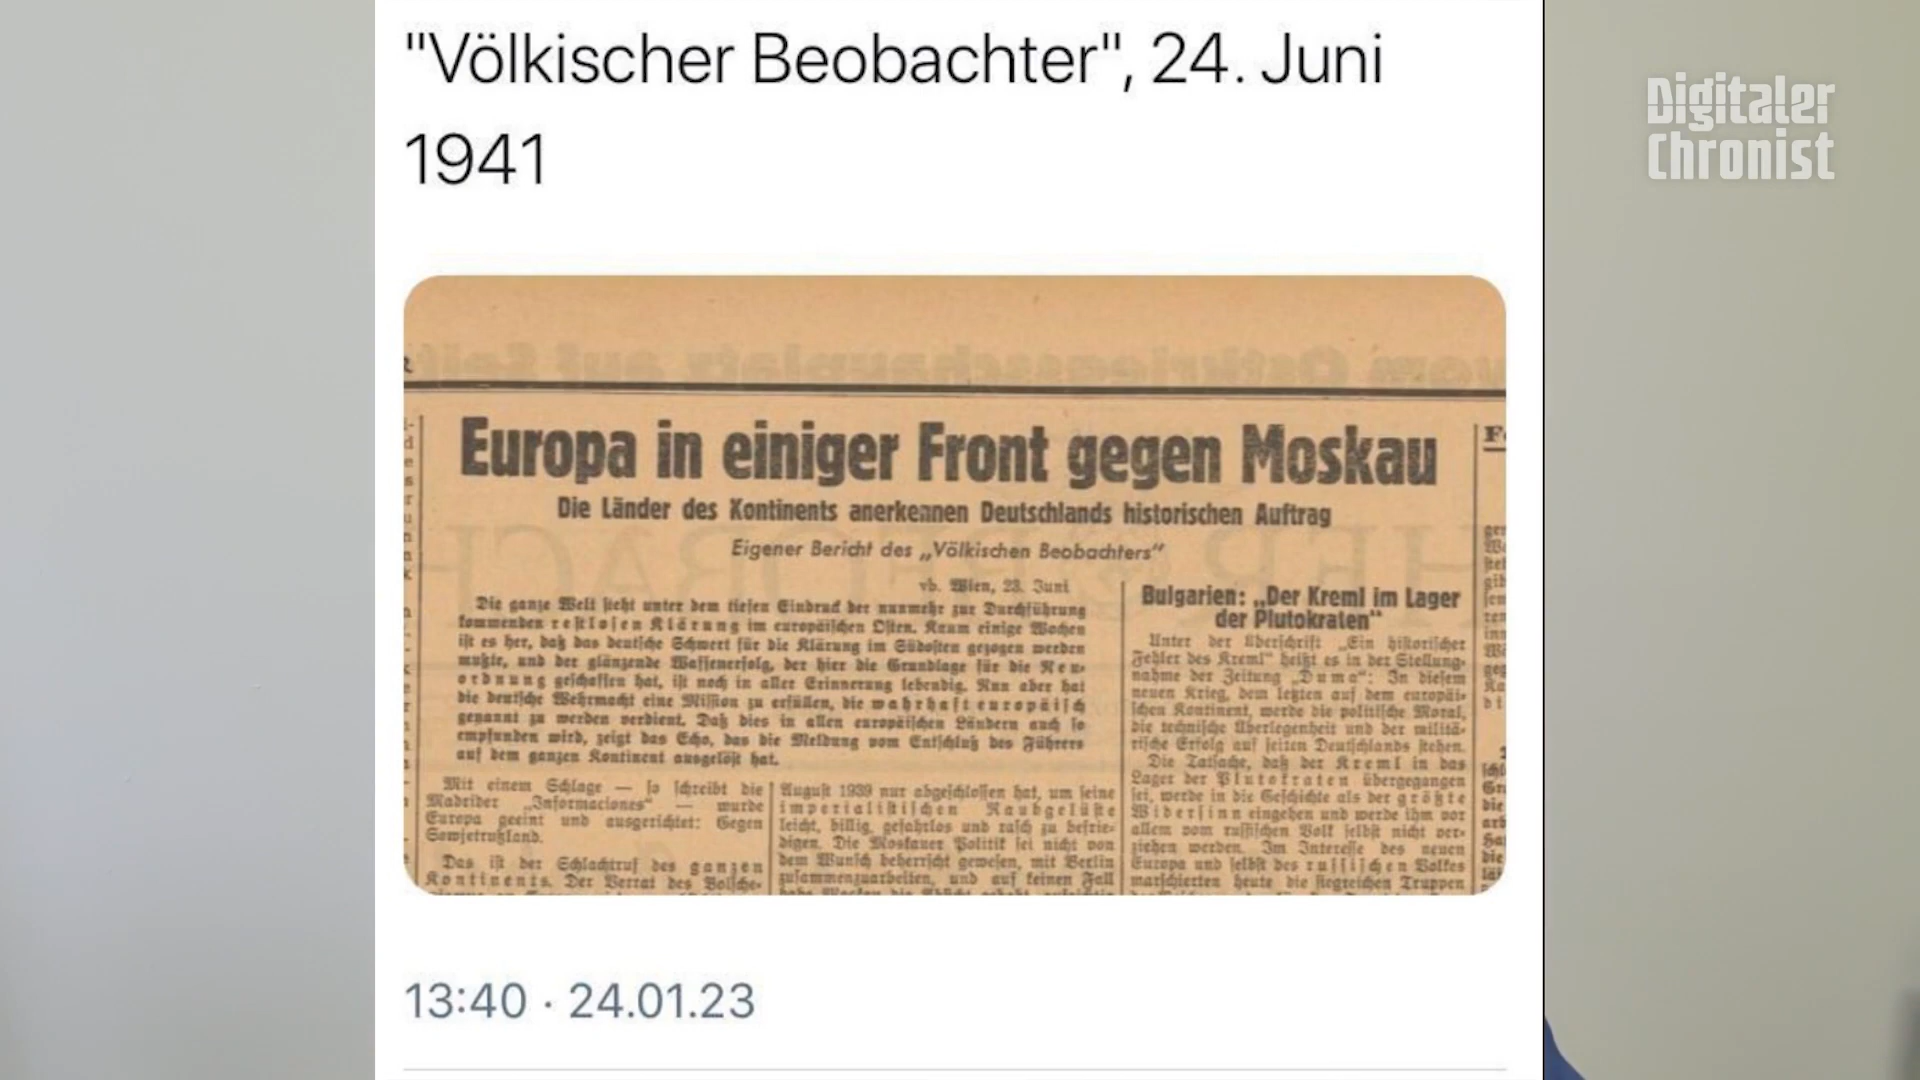 "Völkischer Beobachter", 24. Juni
1941
Digitaler
Chronist
Europa in einiger Front gegen Moskau
Die Länder des Kontinents anerkennen Deutschlands historischen Auftrag
Eigener Bericht des „Völkischen Beobachters“
vb. Wien, 23. Juni
Die ganze Welt steht unter dem tiefen Eindruck der nunmehr zur Durchführung
kommenden restlosen Klärung im europäischen Osten. Kaum einige Wochen
ist es her, daß das deutsche Schwert für die Klärung im Südosten gezogen werden
mußte, und der glänzende Waffenerfolg, der hier die Grundlage für die Neu-
ordnung geschaffen hat, ist noch in aller Erinnerung lebendig. Nun aber hat
die deutsche Wehrmacht eine Mission zu erfüllen, die wahrhaft europäisch
genannt zu werden verdient. Daß dies in allen europäischen Ländern auch so
empfunden wird, zeigt das Echo, das die Meldung vom Entschluß des Führers
auf dem ganzen Kontinent ausgelöst hat.
Mit einem Schlage — so schreibt die
Madrider „Informaciones“ — wurde
Europa geeint und ausgerichtet: Gegen
Sowjetrußland.
Das ist der Schlachtruf des ganzen
Kontinents. Der Verrat des Bolsche-
August 1939 nur abgeschlossen hat, um seine
imperialistischen Raubgelüste
leicht, billig, gefahrlos und rasch zu befrie-
digen. Die Moskauer Politik sei nicht von
dem Wunsch beherrscht gewesen, mit Berlin
zusammenzuarbeiten, und auf keinen Fall
Bulgarien: „Der Kreml im Lager
der Plutokraten“
Unter der Überschrift „Ein historischer
Fehler des Kreml“ heißt es in der Stellung-
nahme der Zeitung „Duma“: In diesem
neuen Krieg, dem letzten auf dem europäi-
schen Kontinent, werde die politische Moral,
die technische Überlegenheit und der militä-
rische Erfolg auf seiten Deutschlands stehen.
Die Tatsache, daß der Kreml in das
Lager der Plutokraten übergegangen
sei, werde in die Geschichte als der größte
Widersinn eingehen und werde ihm vor
allem vom russischen Volk selbst nicht ver-
ziehen werden. Im Interesse des neuen
Europa und selbst des russischen Volkes
marschierten heute die siegreichen Truppen
13:40 · 24.01.23